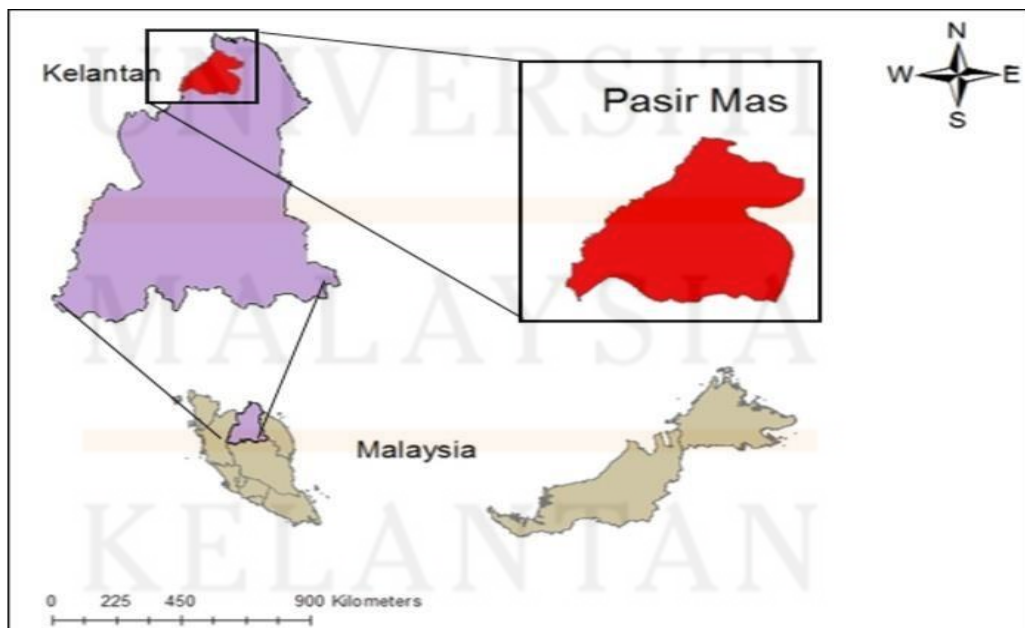 N
W E
S
Kelantan
Pasir Mas
Malaysia
0 225 450 900 Kilometers
UNIVERSITI
MALAYSIA
KELANTAN